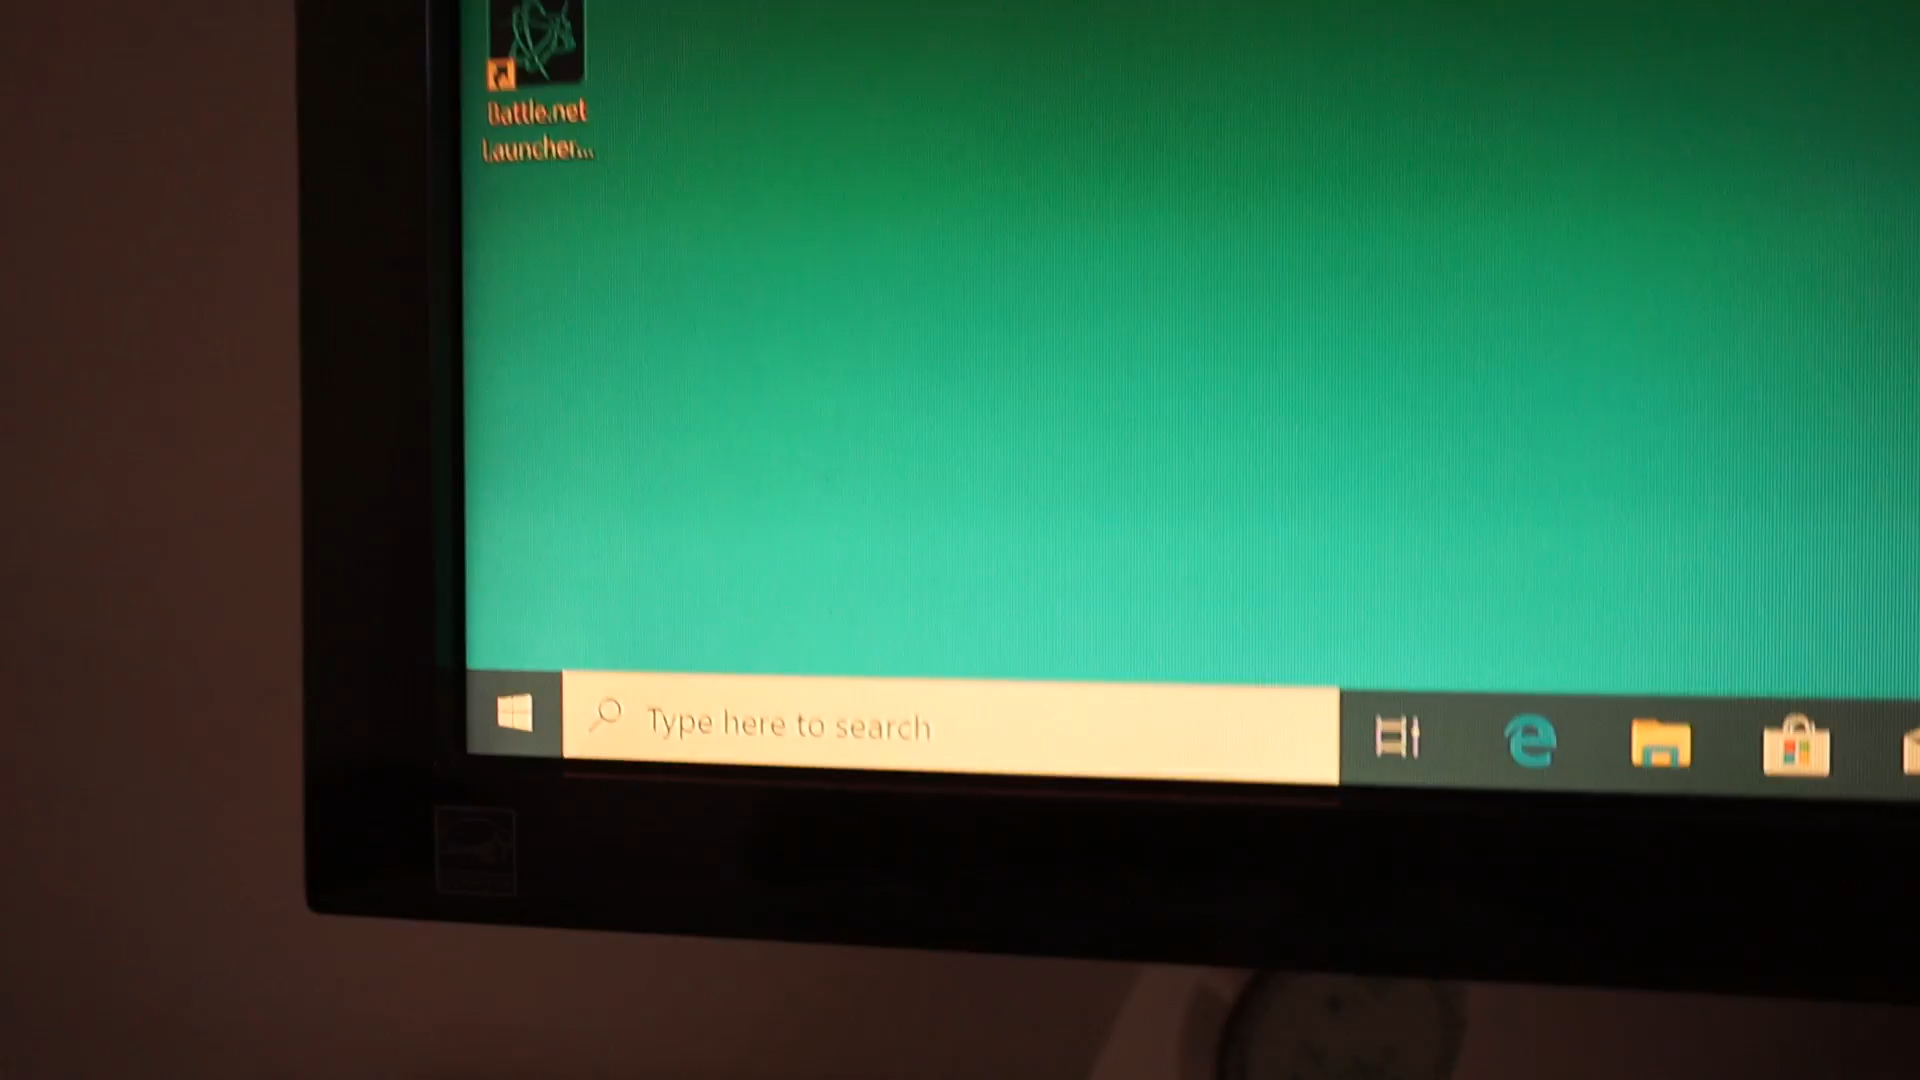 Battle.net
Launcher...
Type here to search